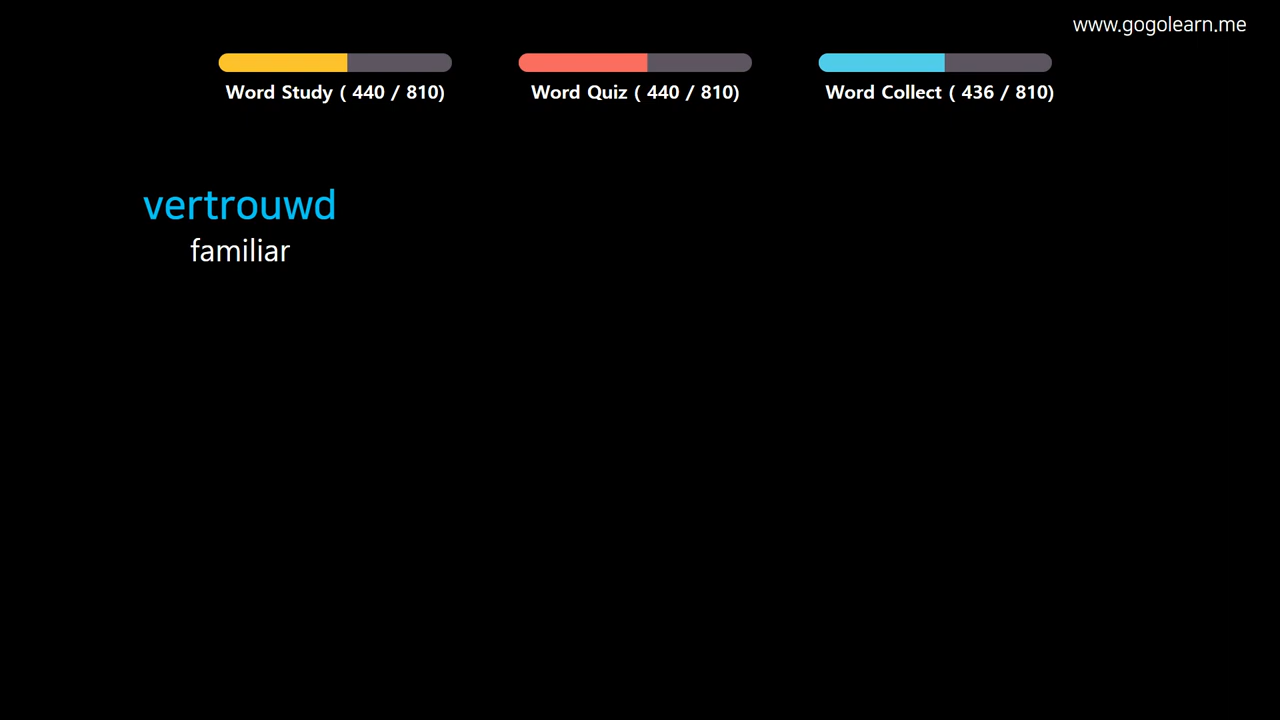 www.gogolearn.me
Word Study ( 440 / 810)
Word Quiz ( 440 / 810)
Word Collect ( 436 / 810)
vertrouwd
familiar